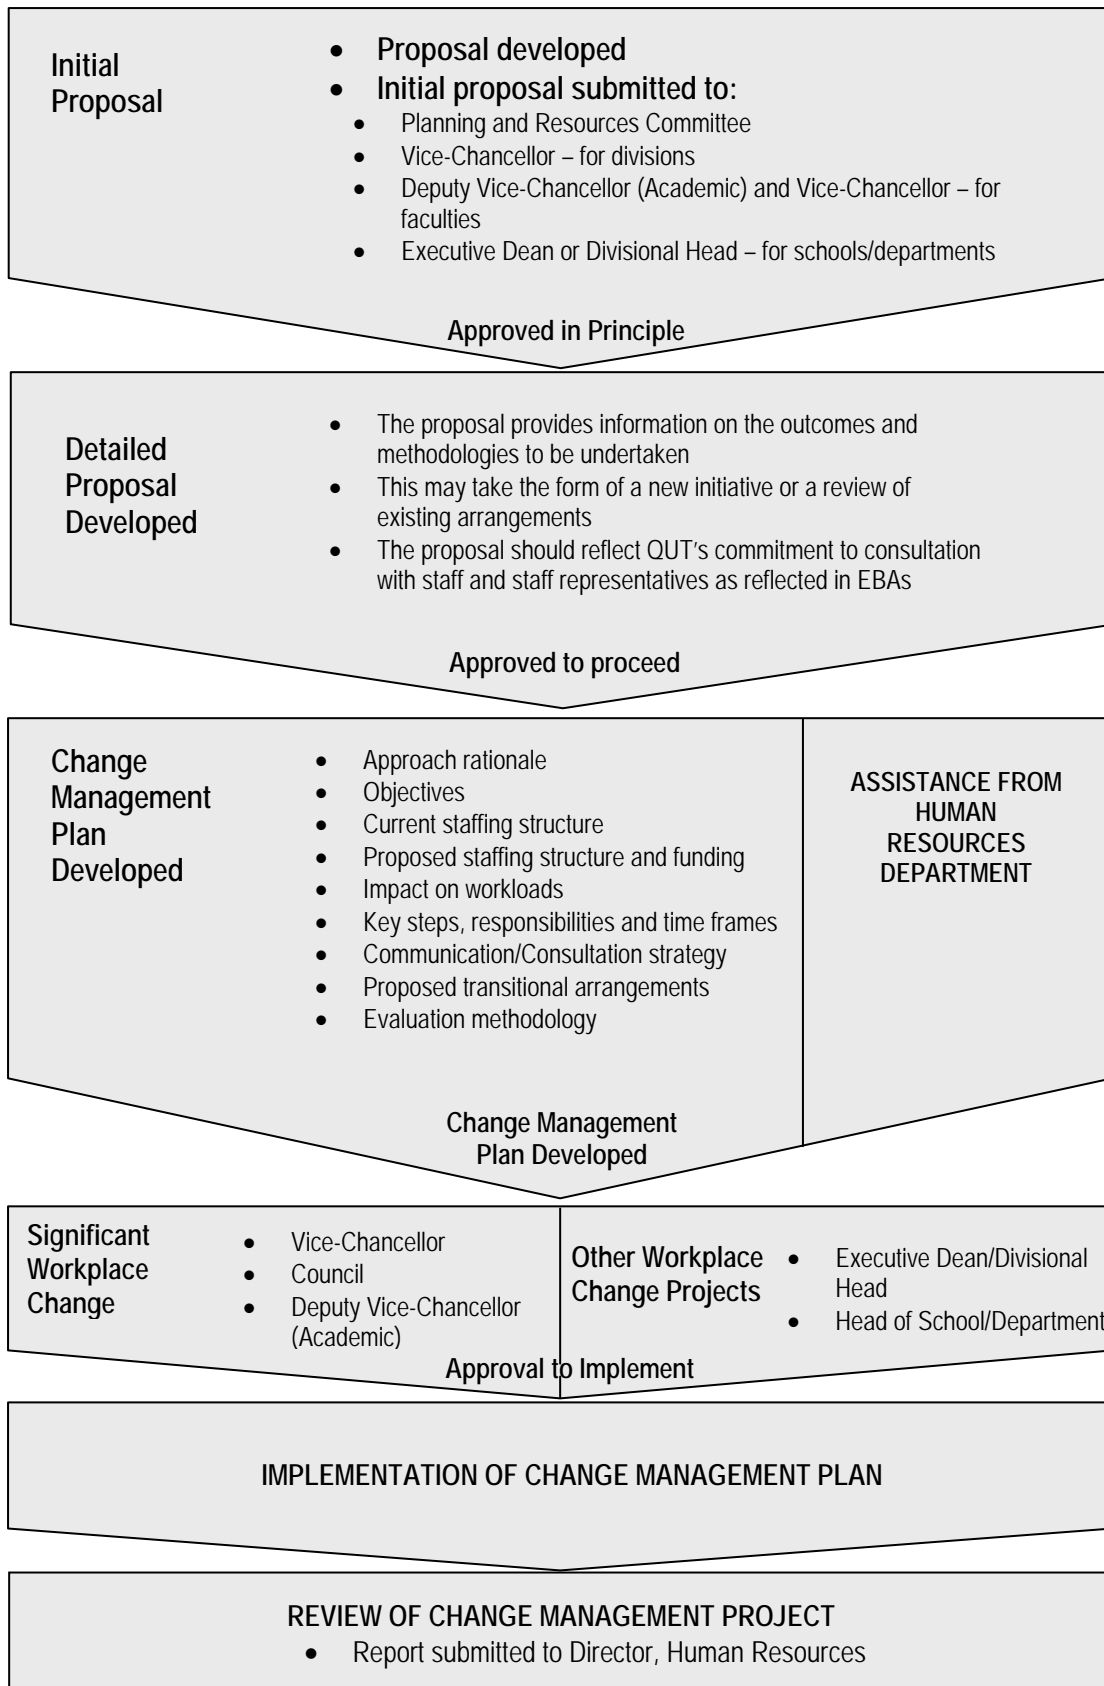 Initial
Proposal
• Proposal developed
• Initial proposal submitted to:
• Planning and Resources Committee
• Vice-Chancellor – for divisions
• Deputy Vice-Chancellor (Academic) and Vice-Chancellor – for
faculties
• Executive Dean or Divisional Head – for schools/departments
Approved in Principle
Detailed
Proposal
Developed
• The proposal provides information on the outcomes and
methodologies to be undertaken
• This may take the form of a new initiative or a review of
existing arrangements
• The proposal should reflect QUT's commitment to consultation
with staff and staff representatives as reflected in EBAs
Approved to proceed
Change
Management
Plan
Developed
• Approach rationale
• Objectives
• Current staffing structure
• Proposed staffing structure and funding
• Impact on workloads
• Key steps, responsibilities and time frames
• Communication/Consultation strategy
• Proposed transitional arrangements
• Evaluation methodology
ASSISTANCE FROM
HUMAN
RESOURCES
DEPARTMENT
Change Management
Plan Developed
Significant
Workplace
Change
• Vice-Chancellor
• Council
• Deputy Vice-Chancellor
(Academic)
Other Workplace
Change Projects
• Executive Dean/Divisional
Head
• Head of School/Department
Approval to Implement
IMPLEMENTATION OF CHANGE MANAGEMENT PLAN
REVIEW OF CHANGE MANAGEMENT PROJECT
• Report submitted to Director, Human Resources